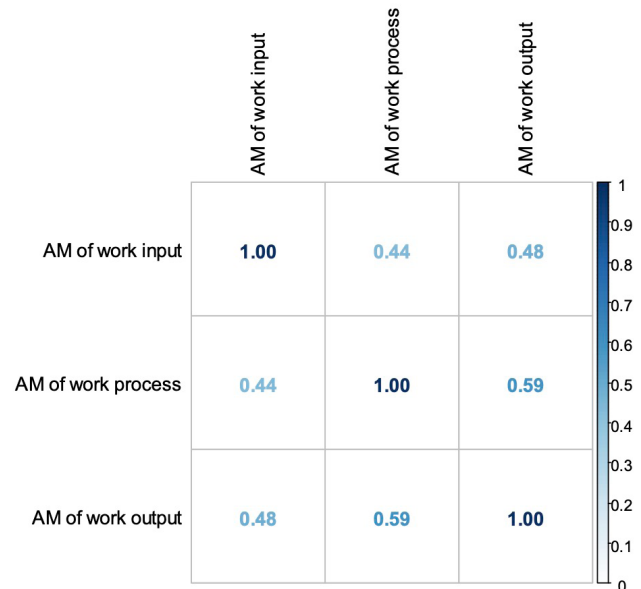 AM of work input
AM of work process
AM of work output
AM of work input 1.00 0.44 0.48
AM of work process 0.44 1.00 0.59
AM of work output 0.48 0.59 1.00
1
0.9
0.8
0.7
0.6
0.5
0.4
0.3
0.2
0.1
0